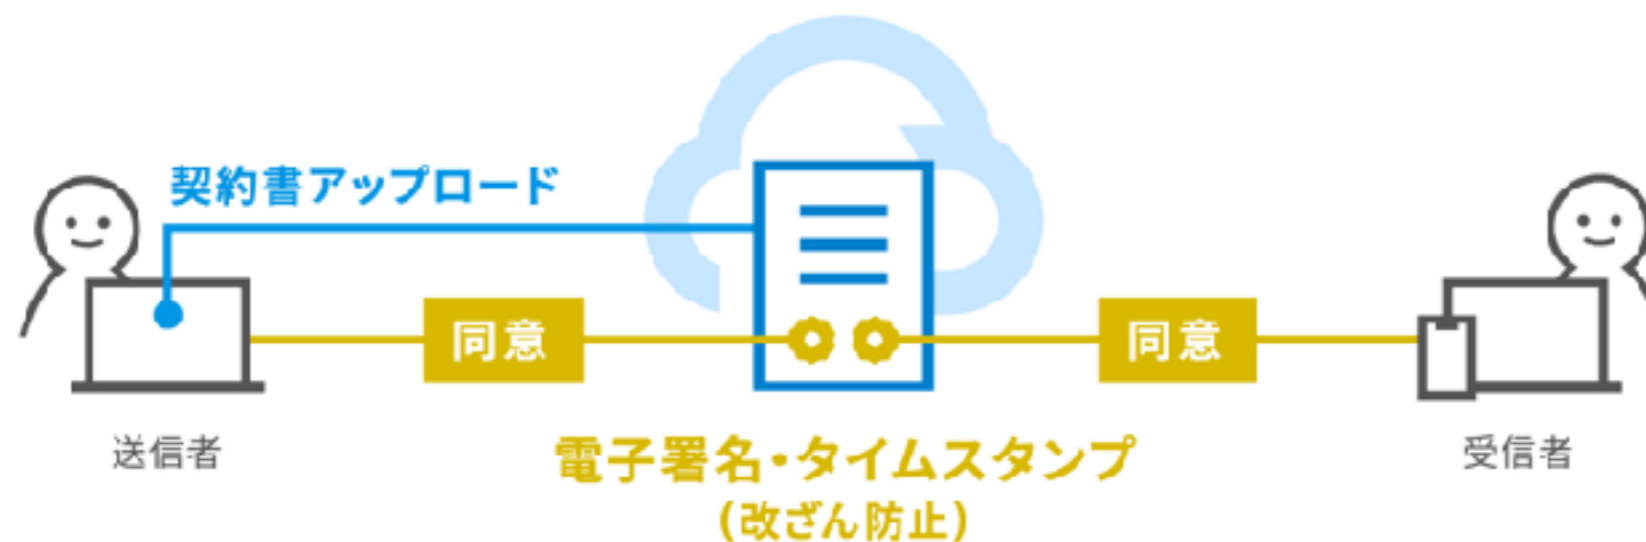 契約書アップロード
同意
同意
送信者
電子署名・タイムスタンプ
(改ざん防止)
受信者